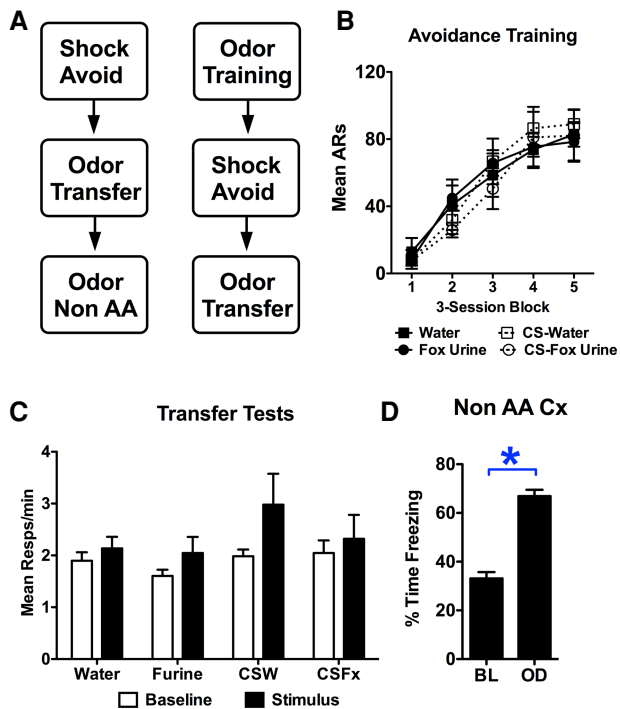 A
Shock
Avoid
Odor
Transfer
Odor
Non AA
Odor
Training
Shock
Avoid
Odor
Transfer
B
Avoidance Training
Mean ARs
120
80
40
0
1 2 3 4 5
3-Session Block
Water CS-Water
Fox Urine CS-Fox Urine
C
Transfer Tests
Mean Resps/min
4
3
2
1
0
Water Furine CSW CSFx
Baseline Stimulus
D
Non AA Cx
*
% Time Freezing
80
60
40
20
0
BL OD